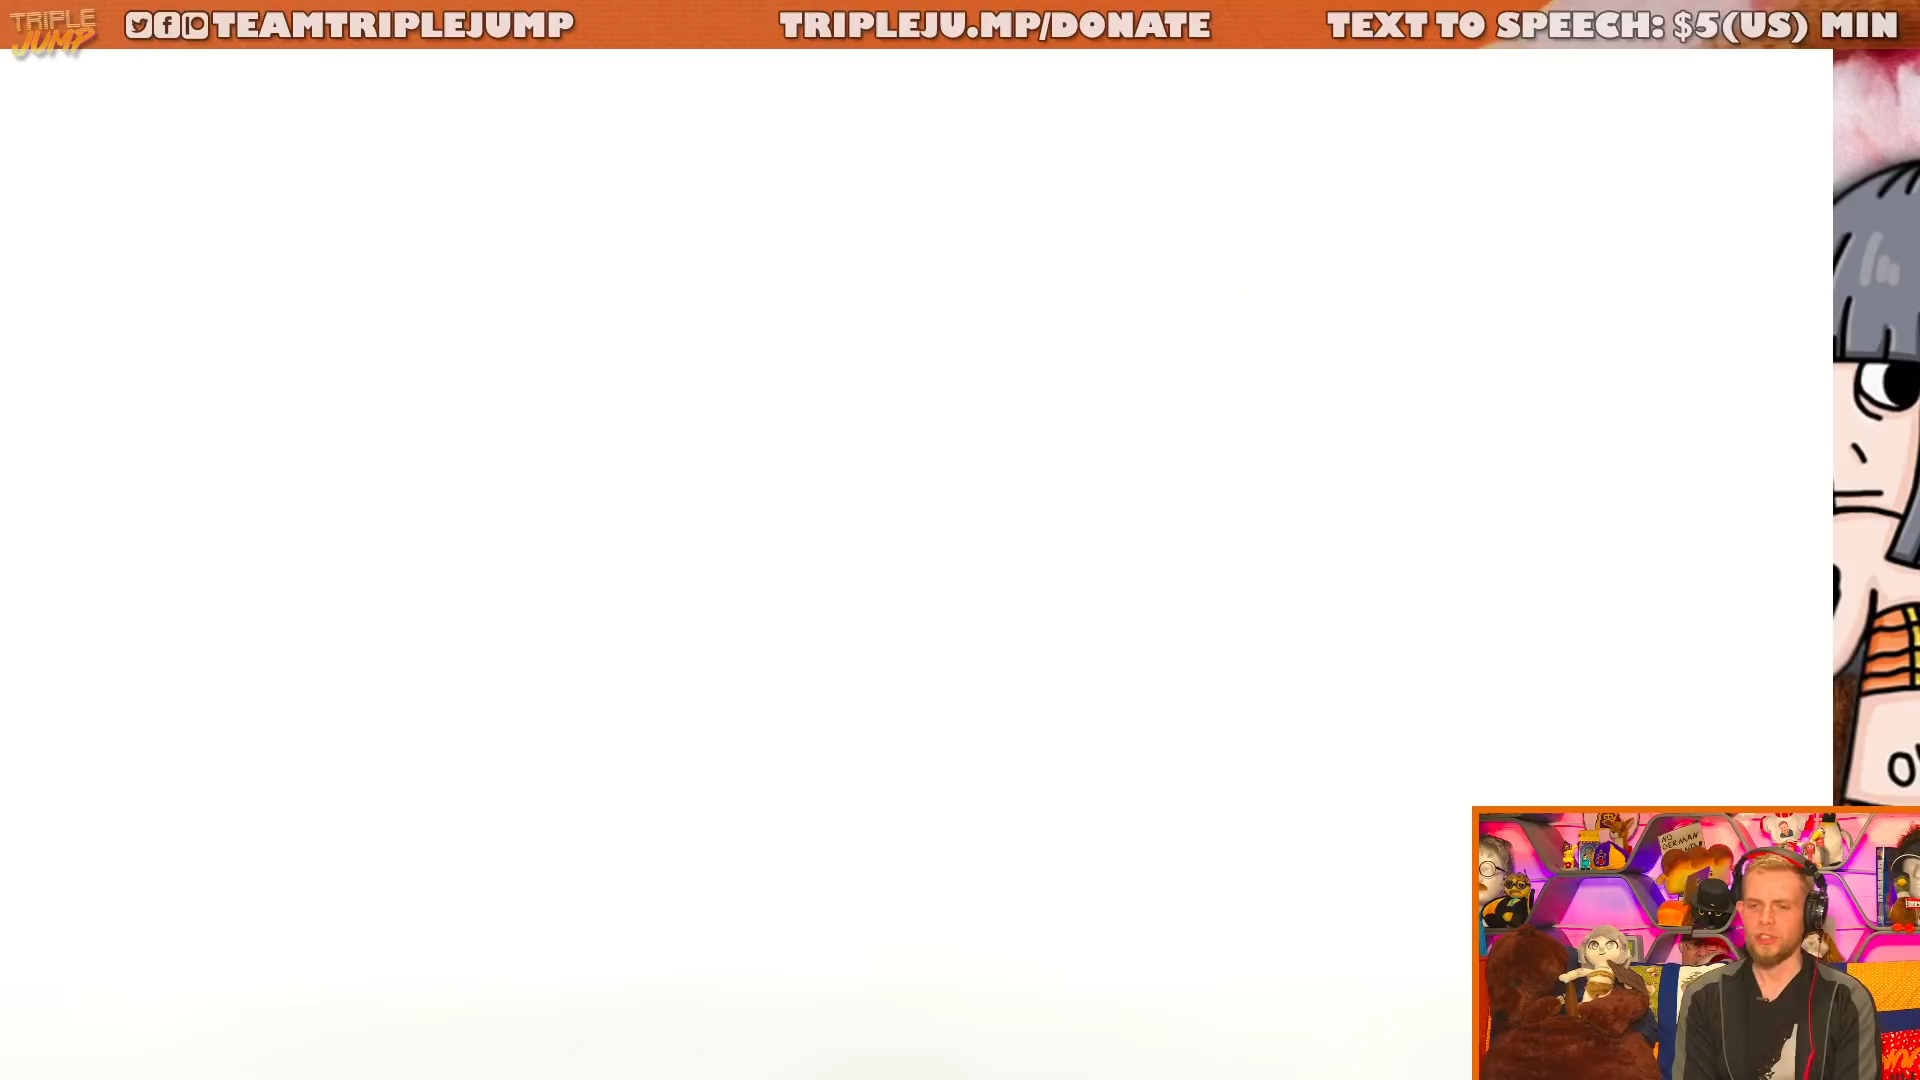 TRIPLE
JUMP
TEAMTRIPLEJUMP
TRIPLEJU.MP/DONATE
TEXT TO SPEECH: $5(US) MIN
NO
GERMAN